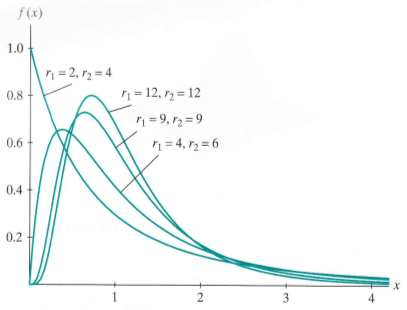 f (x)
1.0
r₁ = 2, r₂ = 4
0.8
r₁ = 12, r₂ = 12
r₁ = 9, r₂ = 9
0.6
r₁ = 4, r₂ = 6
0.4
0.2
x
1 2 3 4